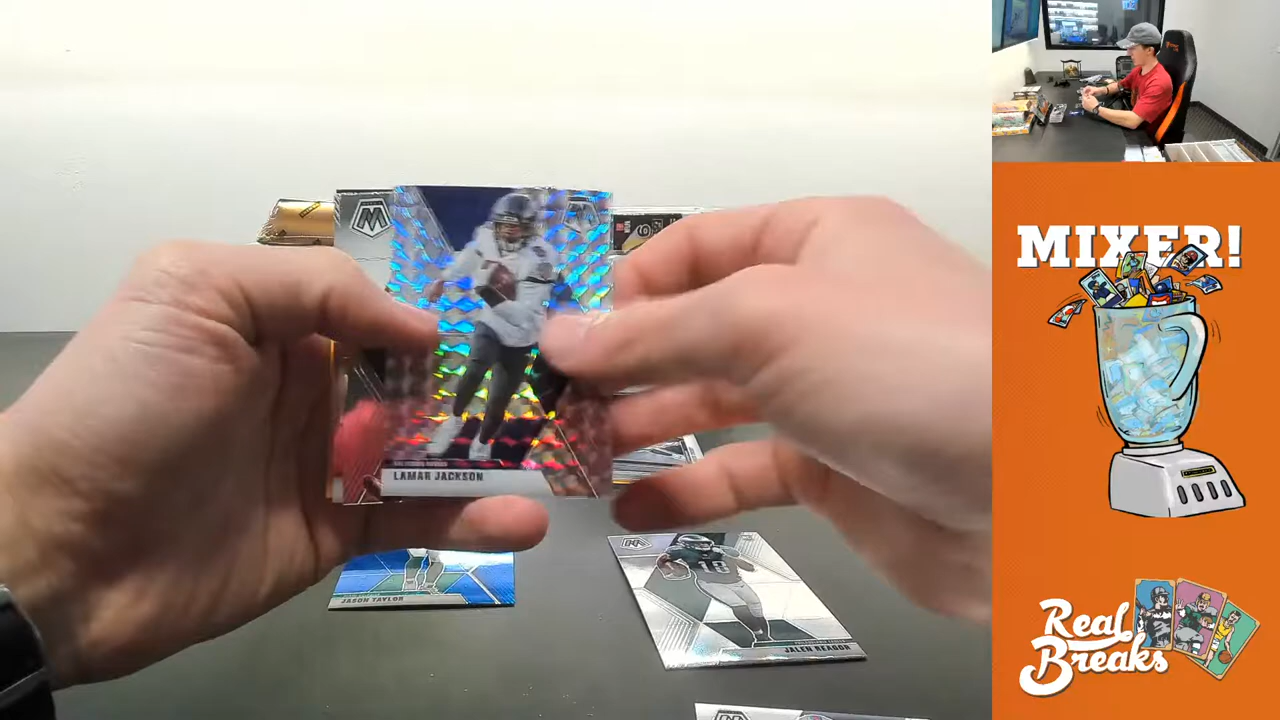 LAMAR JACKSON
JASON TAYLOR
JALEN REAGOR
MIXER!
Real
Breaks